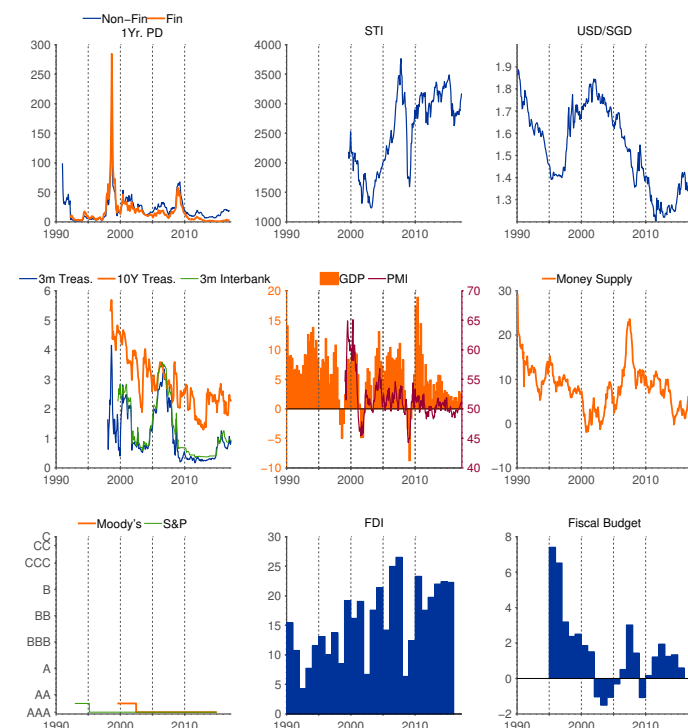 Non−Fin Fin
1Yr. PD
300
250
200
150
100
50
0
1990 2000 2010
STI
4000
3500
3000
2500
2000
1500
1000
1990 2000 2010
USD/SGD
1.9
1.8
1.7
1.6
1.5
1.4
1.3
1990 2000 2010
3m Treas. 10Y Treas. 3m Interbank
6
5
4
3
2
1
0
1990 2000 2010
GDP PMI
20
15
10
5
0
−5
−10
70
65
60
55
50
45
40
1990 2000 2010
Money Supply
30
20
10
0
−10
1990 2000 2010
Moody's S&P
C
CC
CCC
B
BB
BBB
A
AA
AAA
1990 2000 2010
FDI
30
25
20
15
10
5
0
1990 2000 2010
Fiscal Budget
8
6
4
2
0
−2
1990 2000 2010